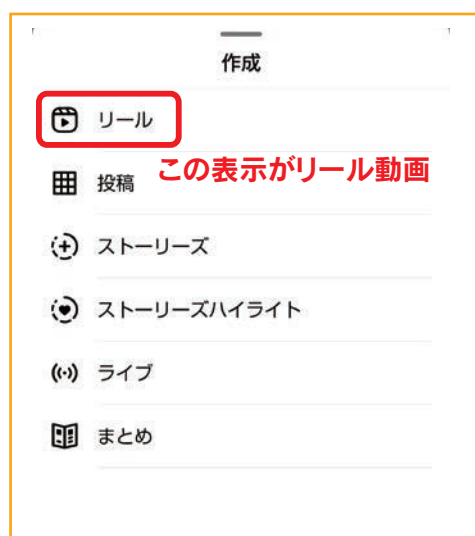 作成
リール
この表示がリール動画
投稿
ストーリーズ
ストーリーズハイライト
ライブ
まとめ